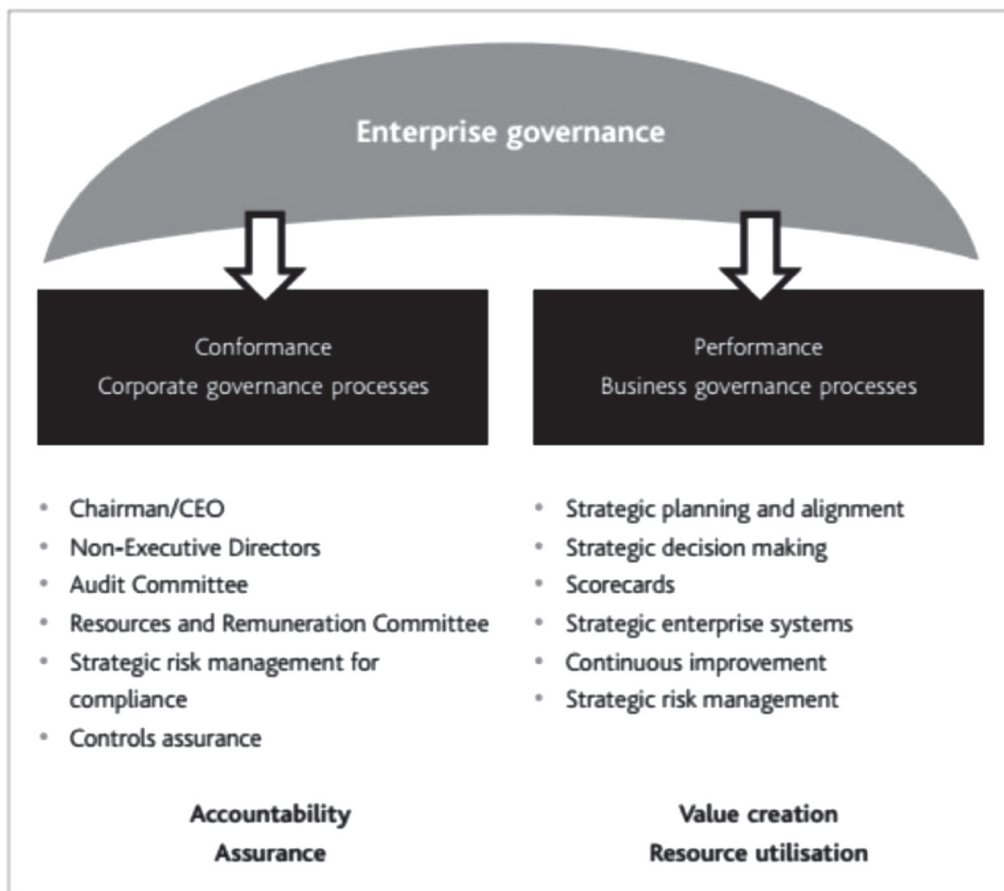 Enterprise governance
Conformance
Corporate governance processes
• Chairman/CEO
• Non-Executive Directors
• Audit Committee
• Resources and Remuneration Committee
• Strategic risk management for
compliance
• Controls assurance
Accountability
Assurance
Performance
Business governance processes
• Strategic planning and alignment
• Strategic decision making
• Scorecards
• Strategic enterprise systems
• Continuous improvement
• Strategic risk management
Value creation
Resource utilisation